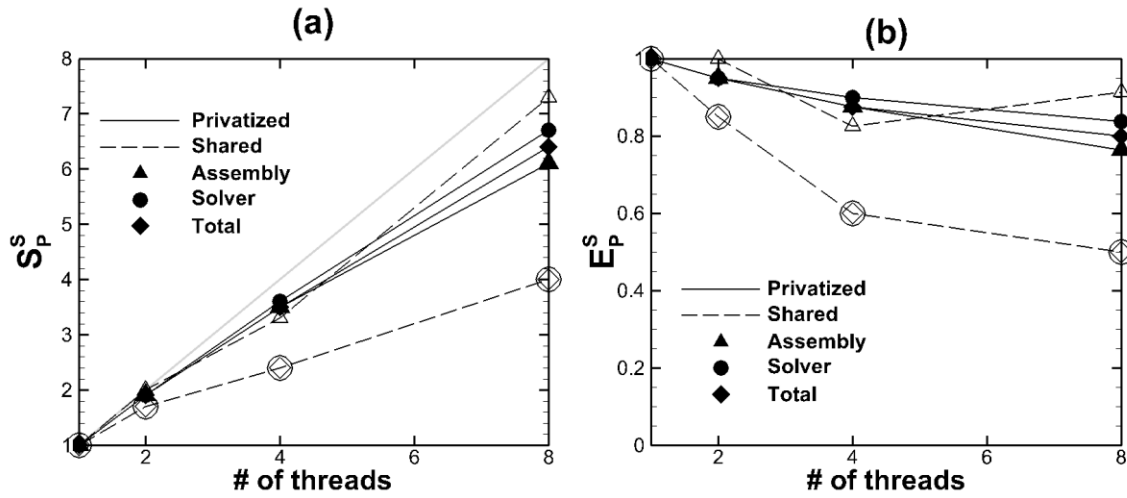 (a)
8
7
6
5
4
3
2
1
S_P^S
Privatized
Shared
Assembly
Solver
Total
2
4
6
8
# of threads
(b)
1
0.8
0.6
0.4
0.2
0
E_P^S
Privatized
Shared
Assembly
Solver
Total
2
4
6
8
# of threads